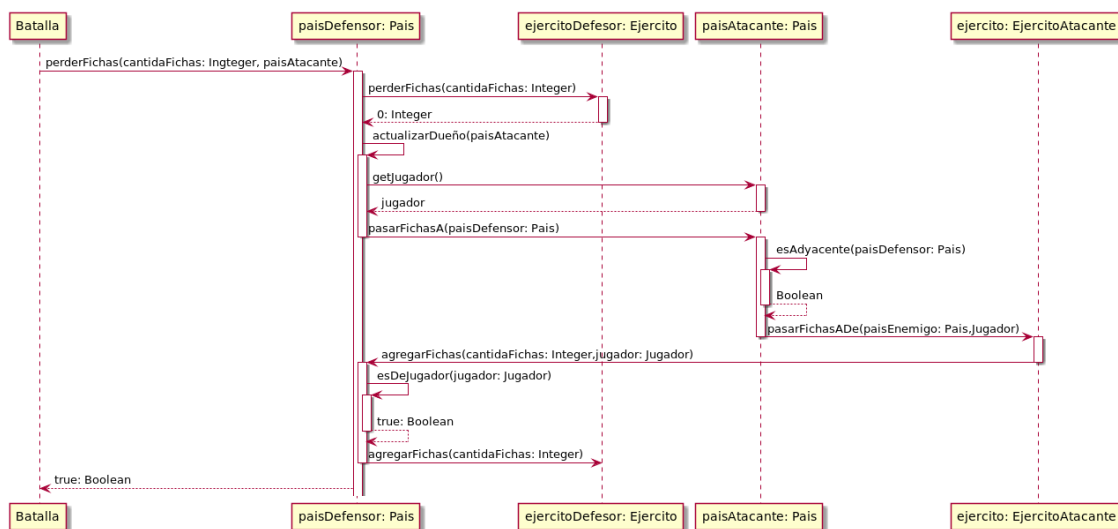 Batalla
paisDefensor: Pais
ejercitoDefesor: Ejercito
paisAtacante: Pais
ejercito: EjercitoAtacante
perderFichas(cantidaFichas: Ingteger, paisAtacante)
perderFichas(cantidaFichas: Integer)
0: Integer
actualizarDueño(paisAtacante)
getJugador()
jugador
pasarFichasA(paisDefensor: Pais)
esAdyacente(paisDefensor: Pais)
Boolean
pasarFichasADe(paisEnemigo: Pais,Jugador)
agregarFichas(cantidaFichas: Integer,jugador: Jugador)
esDeJugador(jugador: Jugador)
true: Boolean
agregarFichas(cantidaFichas: Integer)
true: Boolean
Batalla
paisDefensor: Pais
ejercitoDefesor: Ejercito
paisAtacante: Pais
ejercito: EjercitoAtacante